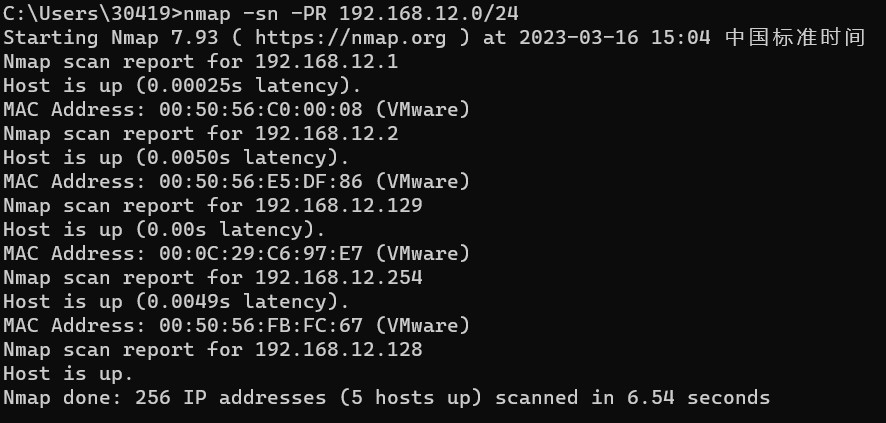 C:\Users\30419>nmap -sn -PR 192.168.12.0/24
Starting Nmap 7.93 ( https://nmap.org ) at 2023-03-16 15:04 中国标准时间
Nmap scan report for 192.168.12.1
Host is up (0.00025s latency).
MAC Address: 00:50:56:C0:00:08 (VMware)
Nmap scan report for 192.168.12.2
Host is up (0.0050s latency).
MAC Address: 00:50:56:E5:DF:86 (VMware)
Nmap scan report for 192.168.12.129
Host is up (0.00s latency).
MAC Address: 00:0C:29:C6:97:E7 (VMware)
Nmap scan report for 192.168.12.254
Host is up (0.0049s latency).
MAC Address: 00:50:56:FB:FC:67 (VMware)
Nmap scan report for 192.168.12.128
Host is up.
Nmap done: 256 IP addresses (5 hosts up) scanned in 6.54 seconds